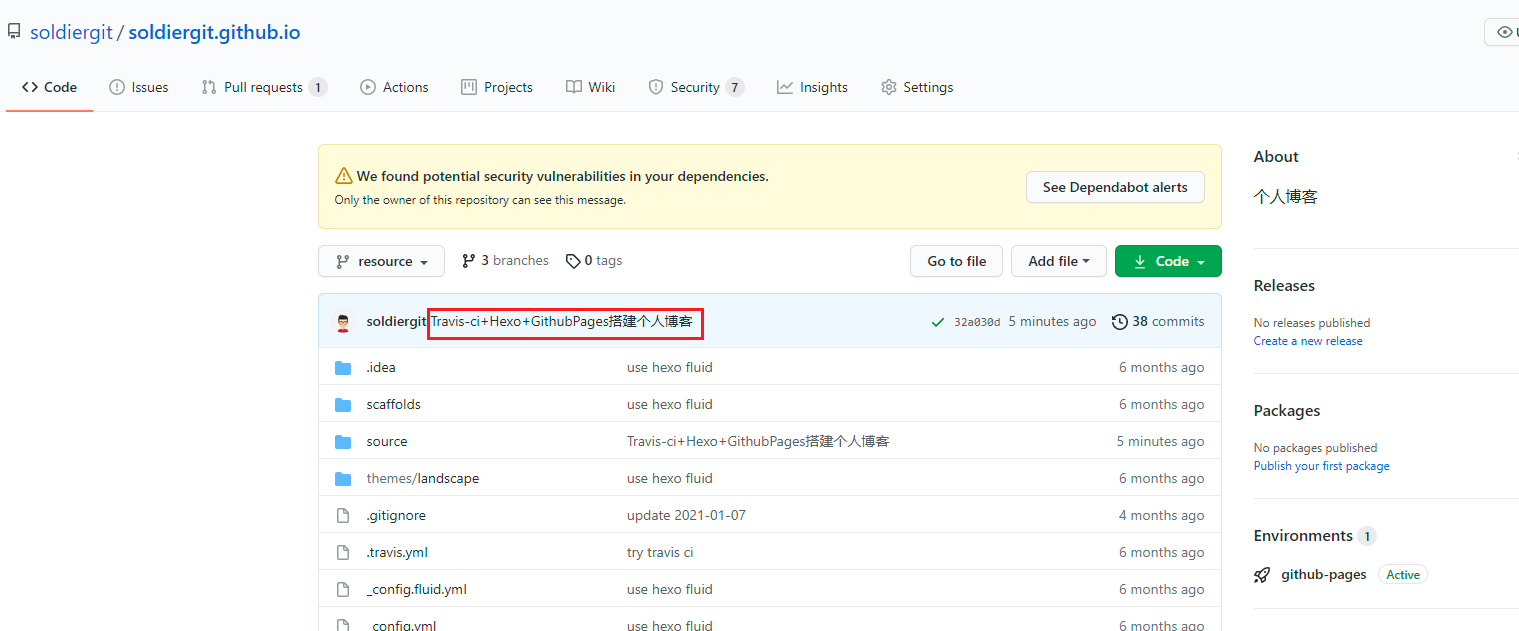 soldiergit / soldiergit.github.io
Code Issues Pull requests 1 Actions Projects Wiki Security 7 Insights Settings
We found potential security vulnerabilities in your dependencies.
Only the owner of this repository can see this message.
See Dependabot alerts
resource 3 branches 0 tags Go to file Add file Code
soldiergit Travis-ci+Hexo+GithubPages搭建个人博客 32a030d 5 minutes ago 38 commits
.idea use hexo fluid 6 months ago
scaffolds use hexo fluid 6 months ago
source Travis-ci+Hexo+GithubPages搭建个人博客 5 minutes ago
themes/landscape use hexo fluid 6 months ago
.gitignore update 2021-01-07 4 months ago
.travis.yml try travis ci 6 months ago
_config.fluid.yml use hexo fluid 6 months ago
_config.yml use hexo fluid 6 months ago
About
个人博客
Releases
No releases published
Create a new release
Packages
No packages published
Publish your first package
Environments 1
github-pages Active